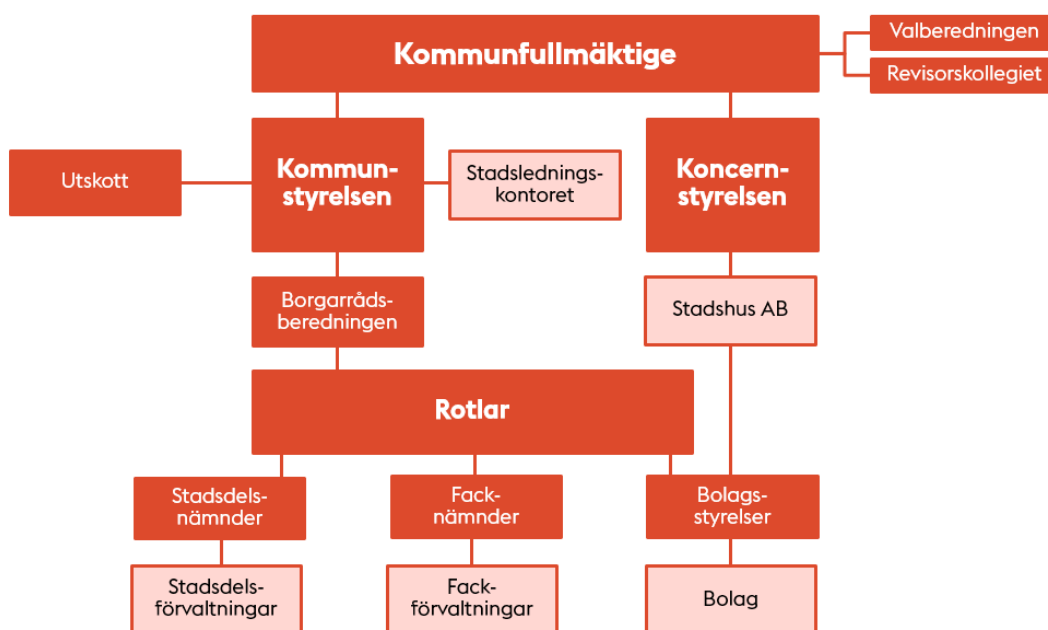 Kommunfullmäktige
Valberedningen
Revisorskollegiet
Utskott
Kommun-
styrelsen
Stadslednings-
kontoret
Koncern-
styrelsen
Borgarråds-
beredningen
Stadshus AB
Rotlar
Stadsdels-
nämnder
Fack-
nämnder
Bolags-
styrelser
Stadsdels-
förvaltningar
Fack-
förvaltningar
Bolag